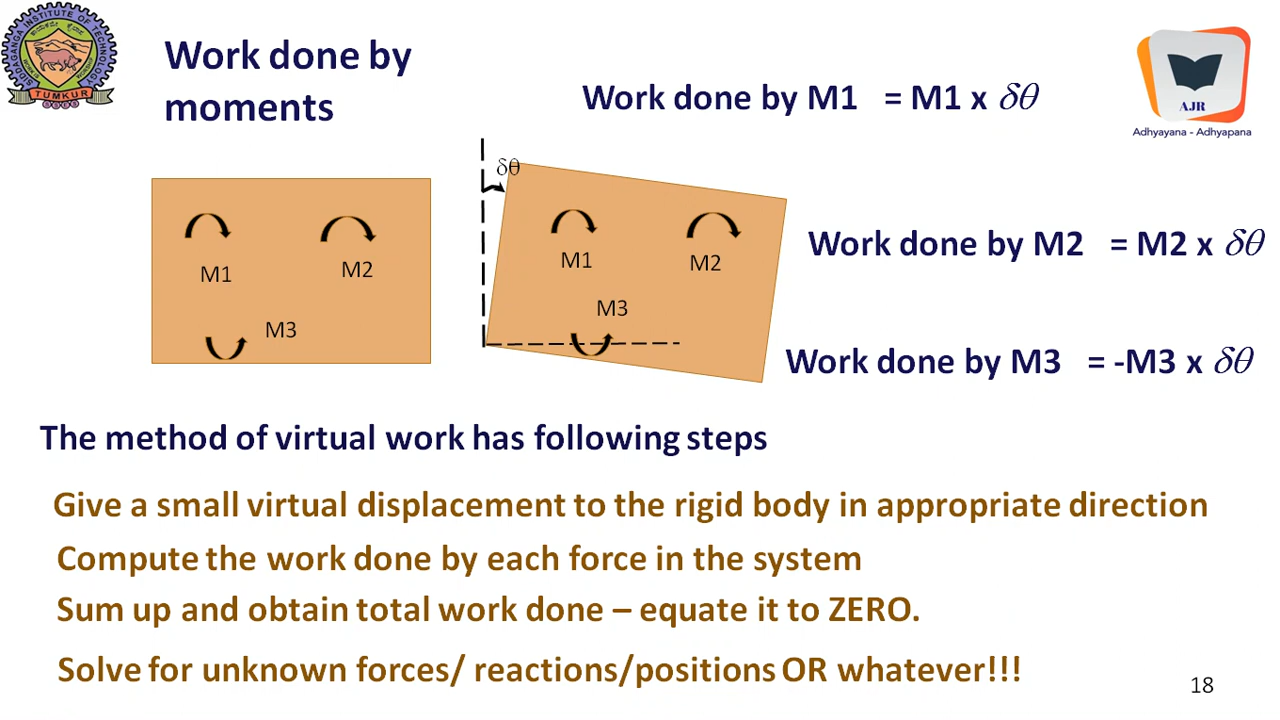 SIDDAGANGA INSTITUTE OF TECHNOLOGY
TUMKUR
Work done by
moments
Work done by M1 = M1 x δθ
AJR
Adhyayana - Adhyapana
δθ
M1
M2
M3
M1
M2
M3
Work done by M2 = M2 x δθ
Work done by M3 = -M3 x δθ
The method of virtual work has following steps
Give a small virtual displacement to the rigid body in appropriate direction
Compute the work done by each force in the system
Sum up and obtain total work done – equate it to ZERO.
Solve for unknown forces/ reactions/positions OR whatever!!!
18